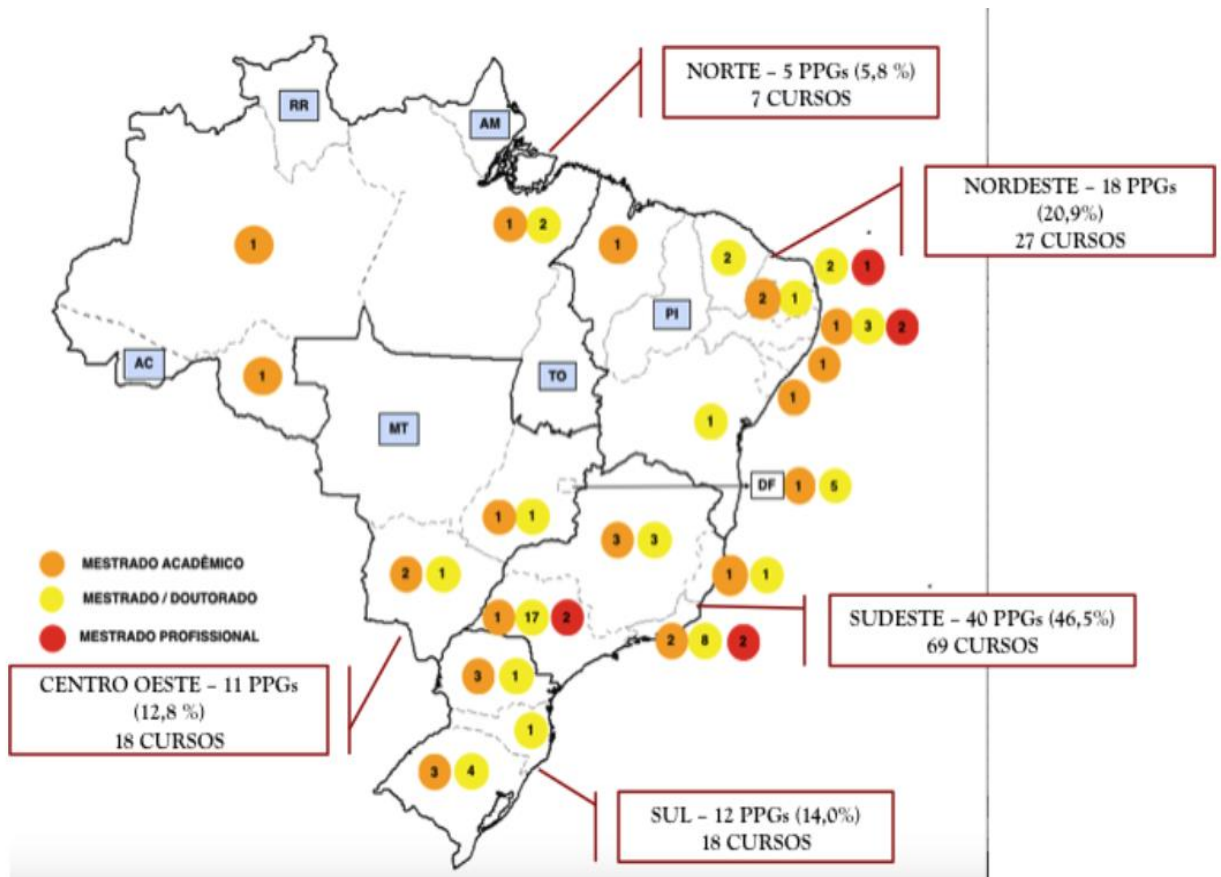 NORTE – 5 PPGs (5,8 %)
7 CURSOS
RR
AM
NORDESTE – 18 PPGs
(20,9%)
27 CURSOS
1 2
1
1
2
2 1
2 1
PI
1 3 2
AC
1
TO
1
1
MT
1
DF 1 5
1 1
3 3
MESTRADO ACADÊMICO
2 1
1 1
MESTRADO / DOUTORADO
1 17 2
SUDESTE – 40 PPGs (46,5%)
69 CURSOS
MESTRADO PROFISSIONAL
2 8 2
CENTRO OESTE – 11 PPGs
(12,8 %)
18 CURSOS
3 1
1
3 4
SUL – 12 PPGs (14,0%)
18 CURSOS